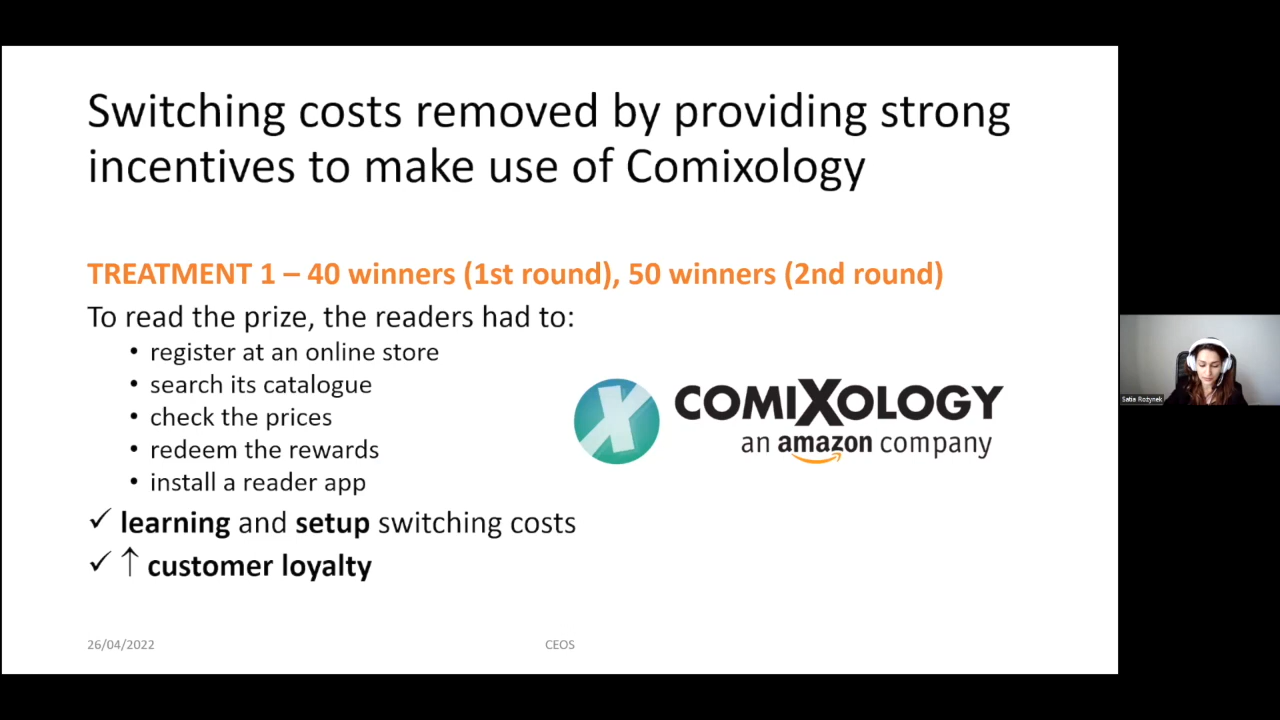 Switching costs removed by providing strong
incentives to make use of Comixology
TREATMENT 1 – 40 winners (1st round), 50 winners (2nd round)
To read the prize, the readers had to:
• register at an online store
• search its catalogue
• check the prices
• redeem the rewards
• install a reader app
X COMIXOLOGY
an amazon company
✓ learning and setup switching costs
✓ ↑ customer loyalty
26/04/2022
CEOS
Satia Rożynek